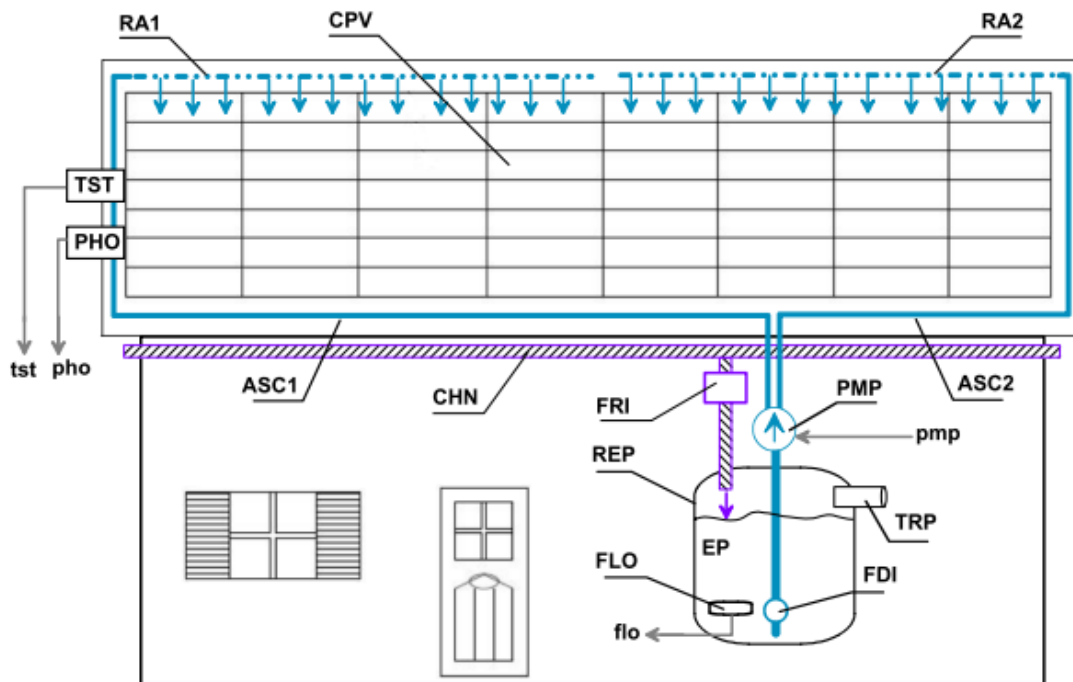 RA1
CPV
RA2
TST
PHO
tst
pho
ASC1
CHN
FRI
PMP
ASC2
pmp
REP
TRP
EP
FLO
FDI
flo